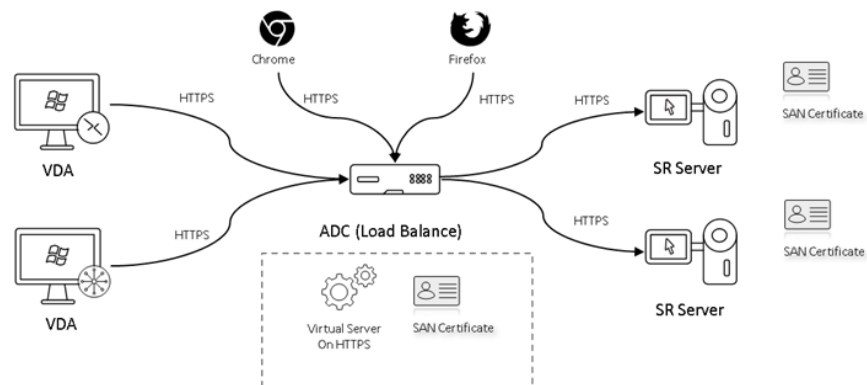 Chrome
Firefox
HTTPS
HTTPS
HTTPS
HTTPS
SAN Certificate
VDA
SR Server
HTTPS
HTTPS
ADC (Load Balance)
SAN Certificate
VDA
SR Server
Virtual Server
On HTTPS
SAN Certificate